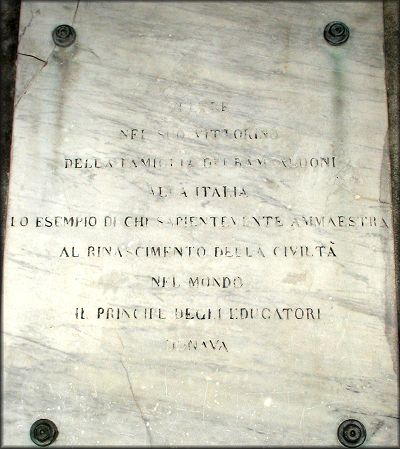 FELTRE
NEL SUO VITTORINO
DELLA FAMIGLIA DEI RAMBALDONI
ALLA ITALIA
LO ESEMPIO DI CHI SAPIENTEMENTE AMMAESTRA
AL RINASCIMENTO DELLA CIVILTÀ
NEL MONDO
IL PRINCIPE DEGLI EDUCATORI
DONAVA